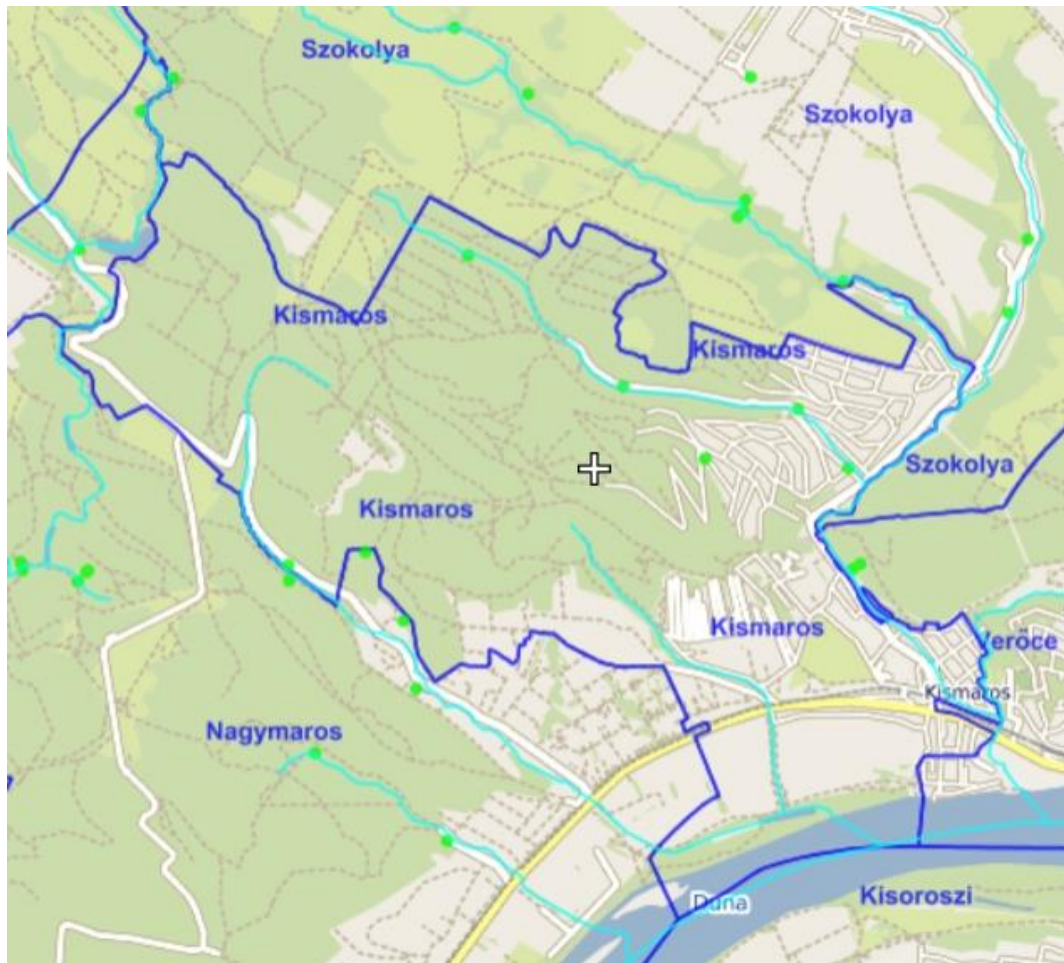 Szokolya
Szokolya
Kismaros
Kismaros
Szokolya
Kismaros
Kismaros
Verőce
Kismaros
Nagymaros
Kisoroszi
Duna